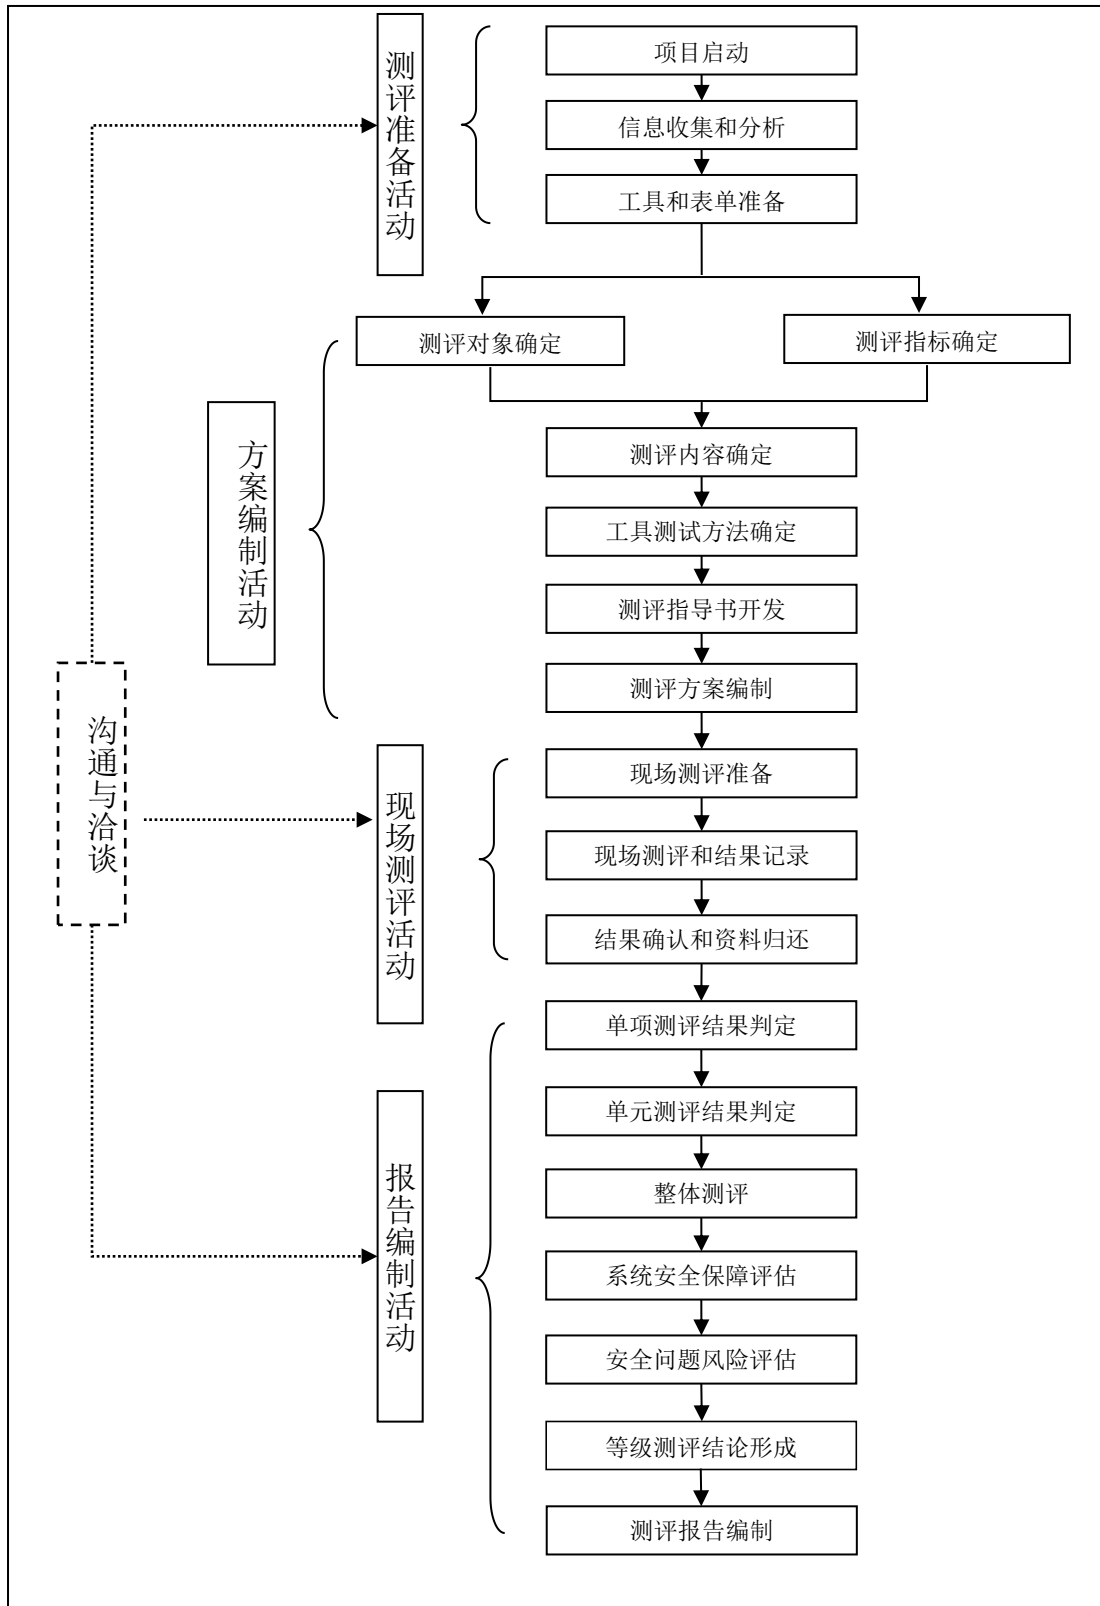 测评准备活动
项目启动
信息收集和分析
工具和表单准备
测评对象确定
测评指标确定
方案编制活动
测评内容确定
工具测试方法确定
测评指导书开发
测评方案编制
沟通与洽谈
现场测评活动
现场测评准备
现场测评和结果记录
结果确认和资料归还
报告编制活动
单项测评结果判定
单元测评结果判定
整体测评
系统安全保障评估
安全问题风险评估
等级测评结论形成
测评报告编制